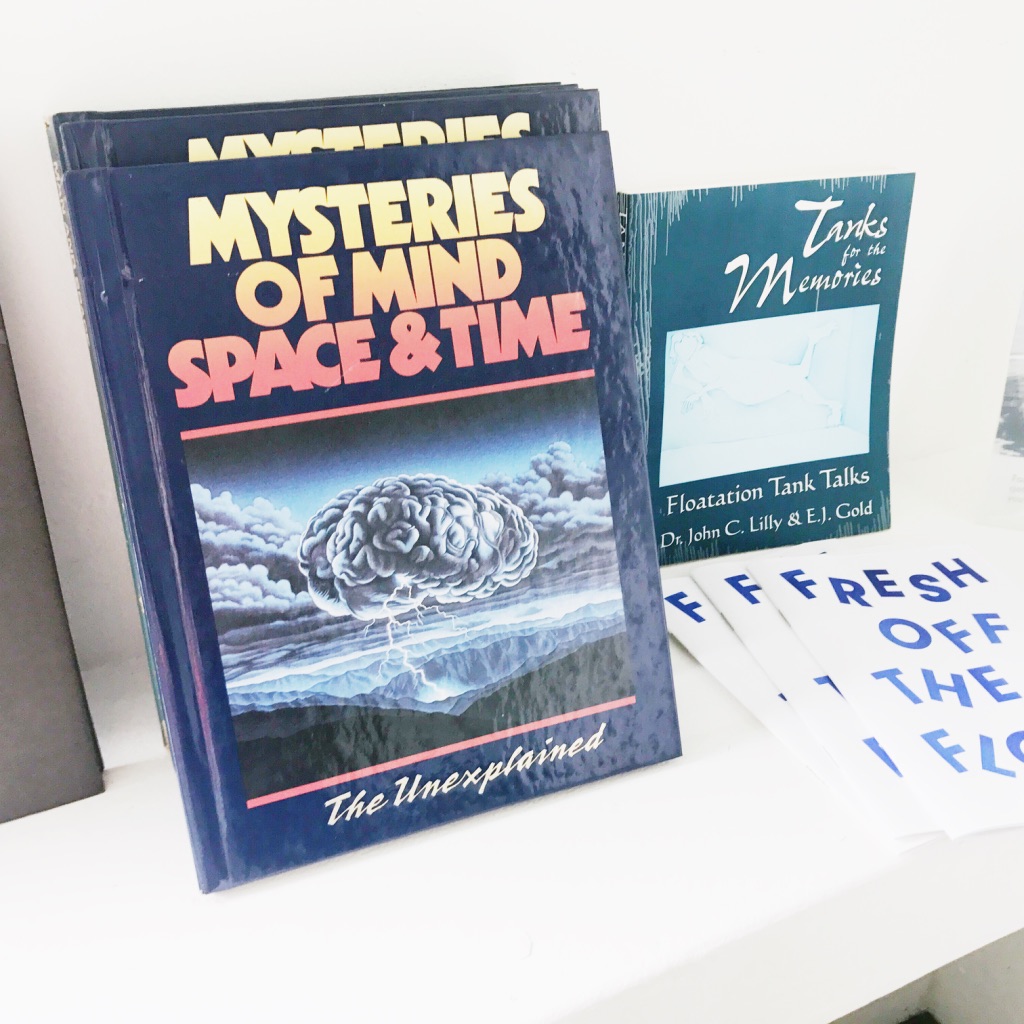 MYSTERIES
MYSTERIES
OF MIND
SPACE & TIME
The Unexplained
Tanks
for the
Memories
Floatation Tank Talks
Dr. John C. Lilly & E.J. Gold
F
F
FRESH
OFF
THE
FLO